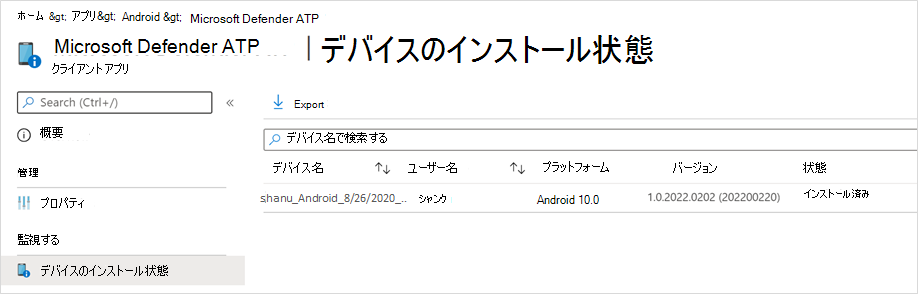 ホーム &gt; アプリ&gt; Android &gt; Microsoft Defender ATP
Microsoft Defender ATP | デバイスのインストール状態
クライアント アプリ
Search (Ctrl+/)
«
Export
概要
デバイス名で検索する
管理
デバイス名 ↑↓ ユーザー名 ↑↓ プラットフォーム バージョン 状態
プロパティ
shanu_Android_8/26/2020_... シャンク Android 10.0 1.0.2022.0202 (202200220) インストール済み
監視する
デバイスのインストール状態